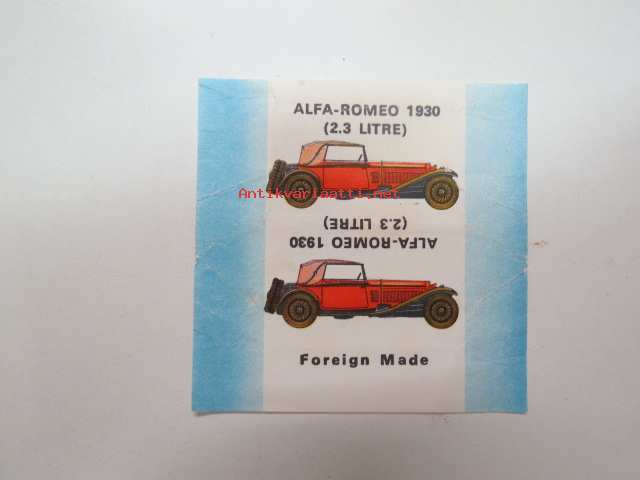 ALFA-ROMEO 1930
(2.3 LITRE)
Antikvariaatti.net
(2.3 LITRE)
ALFA-ROMEO 1930
Foreign Made